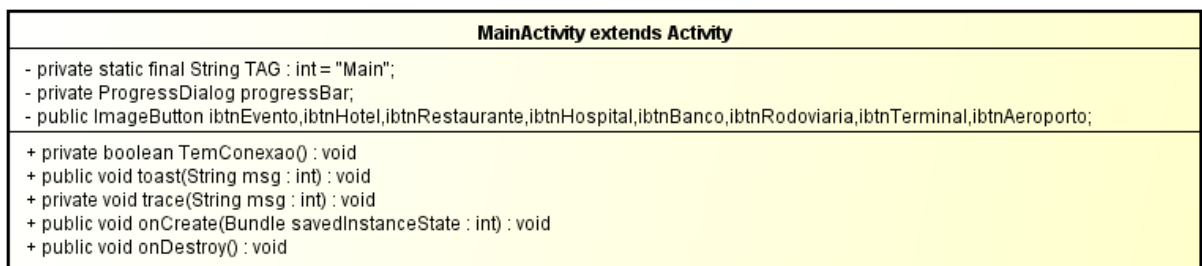 MainActivity extends Activity
- private static final String TAG : int = "Main";
- private ProgressDialog progressBar;
- public ImageButton ibtnEvento,ibtnHotel,ibtnRestaurante,ibtnHospital,ibtnBanco,ibtnRodoviaria,ibtnTerminal,ibtnAeroporto;
+ private boolean TemConexao() : void
+ public void toast(String msg : int) : void
+ private void trace(String msg : int) : void
+ public void onCreate(Bundle savedInstanceState : int) : void
+ public void onDestroy() : void